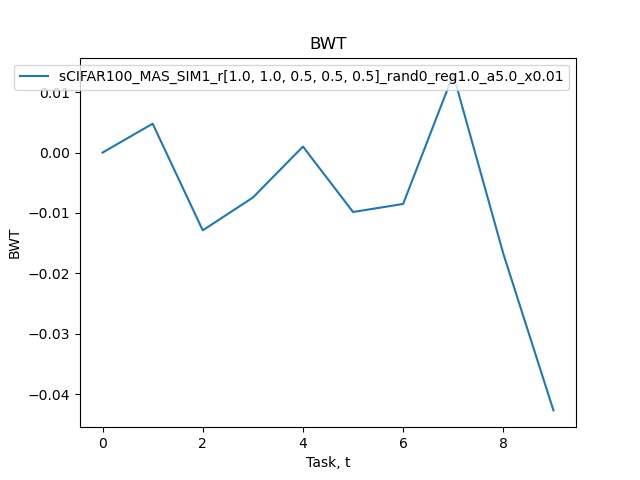 BWT
sCIFAR100_MAS_SIM1_r[1.0, 1.0, 0.5, 0.5, 0.5]_rand0_reg1.0_a5.0_x0.01
0.01
0.00
−0.01
−0.02
−0.03
−0.04
BWT
0 2 4 6 8
Task, t